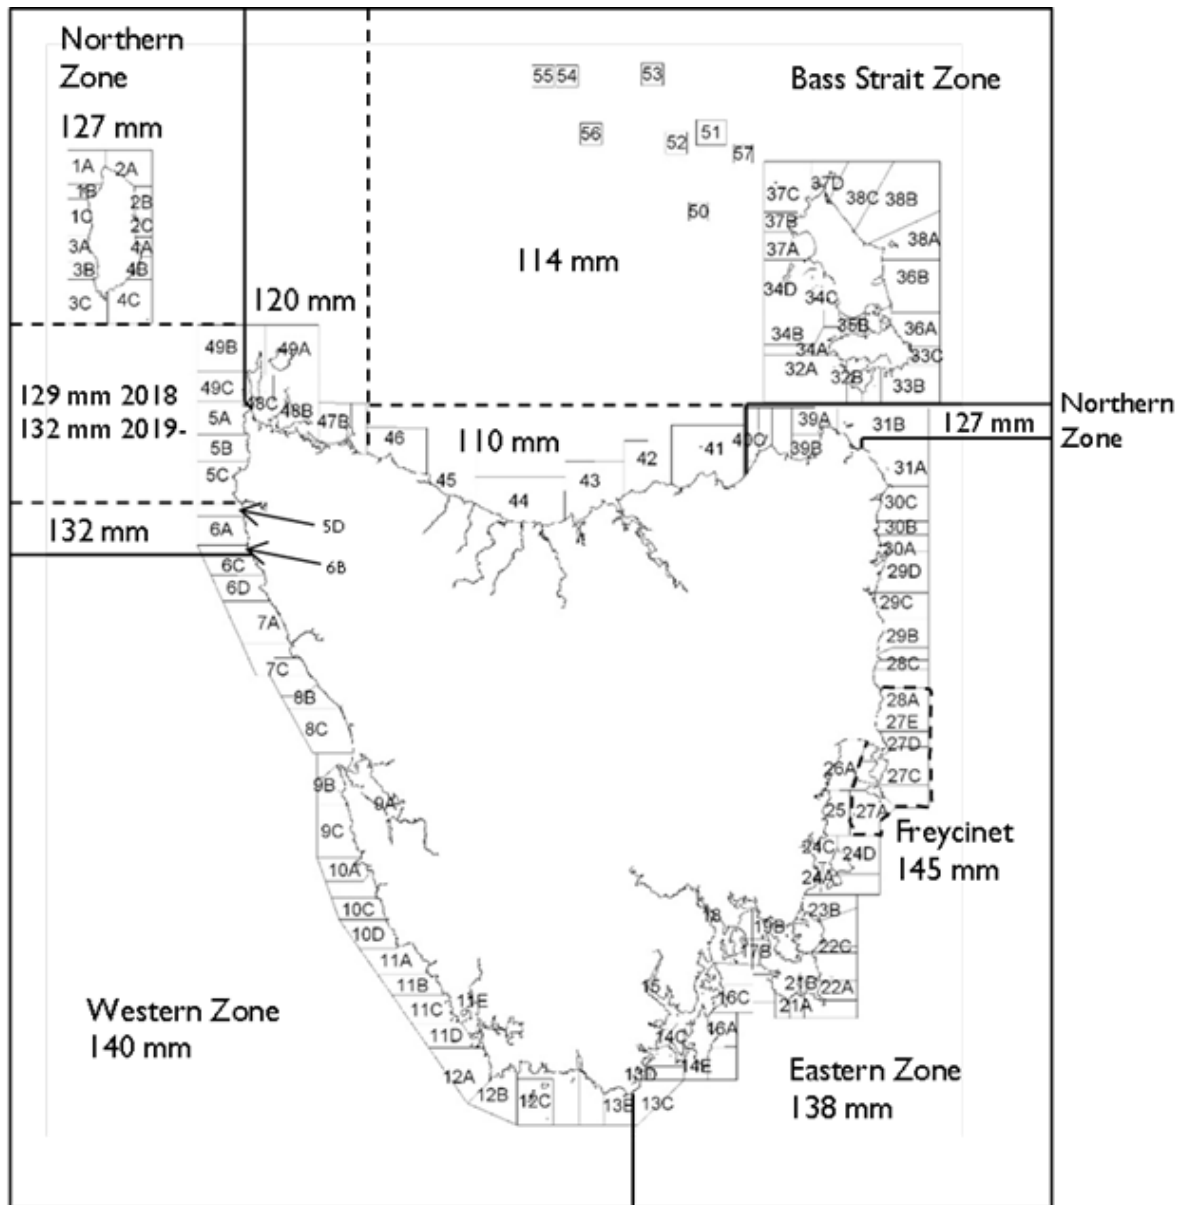 Northern
Zone
127 mm
1A
2A
1B
2B
1C
2C
3A
4A
3B
4B
3C
4C
Bass Strait Zone
55
54
53
56
52
51
57
50
114 mm
37C
37D
38C
38B
37B
37A
38A
34D
34C
36B
35B
36A
34B
34A
33C
32A
32B
33B
120 mm
49B
49A
49C
48C
48B
47B
129 mm 2018
132 mm 2019-
5A
5B
5C
132 mm
6A
5D
6B
6C
6D
46
110 mm
45
44
43
42
41
40C
39A
39B
31B
127 mm
Northern
Zone
31A
30C
30B
30A
29D
29C
29B
28C
28A
27E
27D
27C
26A
25
27A
Freycinet
145 mm
24C
24D
24A
7A
7C
8B
8C
9B
9A
9C
10A
10C
10D
11A
11B
11C
11E
11D
12A
12B
12C
13B
13C
13D
14E
14C
15
16A
16C
18
17B
19B
23B
22C
21B
22A
21A
Western Zone
140 mm
Eastern Zone
138 mm